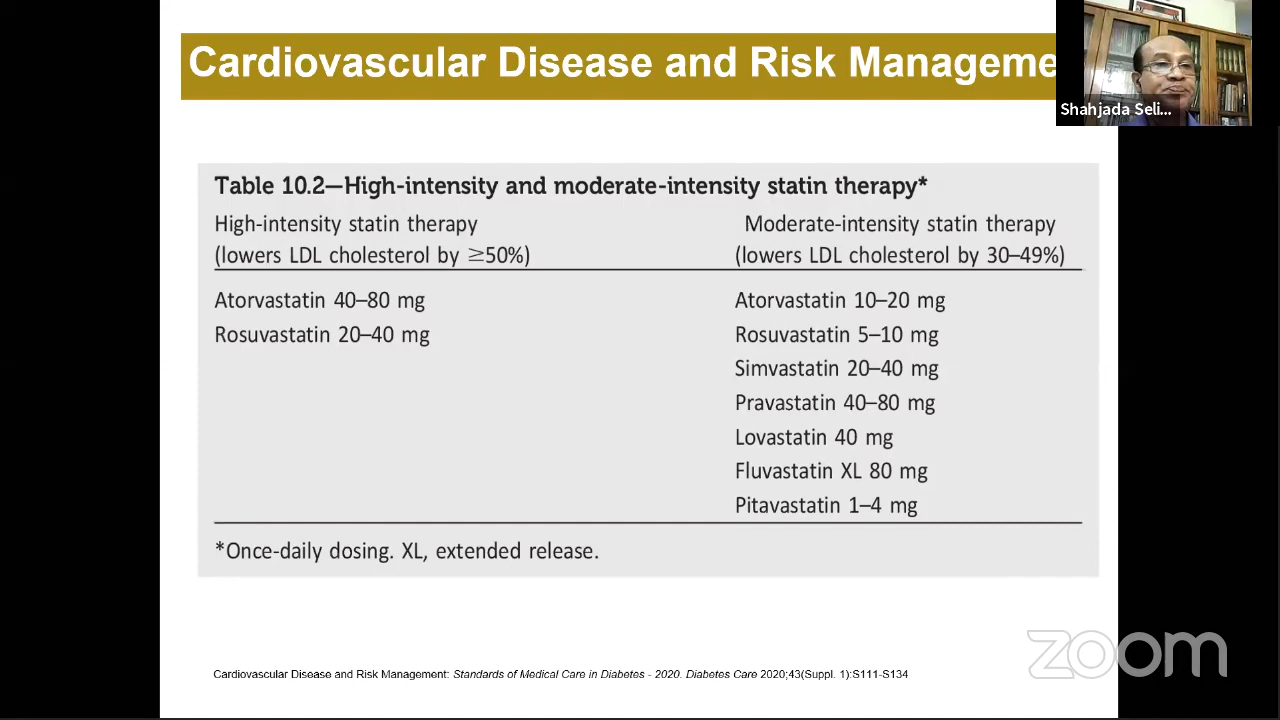 Cardiovascular Disease and Risk Manageme
Shahjada Seli...
Table 10.2—High-intensity and moderate-intensity statin therapy*
High-intensity statin therapy
(lowers LDL cholesterol by ≥50%)
Moderate-intensity statin therapy
(lowers LDL cholesterol by 30–49%)
Atorvastatin 40–80 mg
Rosuvastatin 20–40 mg
Atorvastatin 10–20 mg
Rosuvastatin 5–10 mg
Simvastatin 20–40 mg
Pravastatin 40–80 mg
Lovastatin 40 mg
Fluvastatin XL 80 mg
Pitavastatin 1–4 mg
*Once-daily dosing. XL, extended release.
Cardiovascular Disease and Risk Management: Standards of Medical Care in Diabetes - 2020. Diabetes Care 2020;43(Suppl. 1):S111-S134
zoom